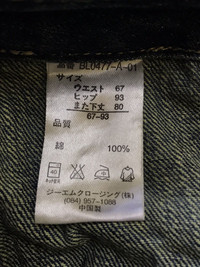 品番 BL0477-A-01
サイズ
ウエスト 67
ヒップ 93
また下丈 80
67-93
品質
綿 100%
40
ジーエムクロージング(株)
(084) 957-1088
中国製